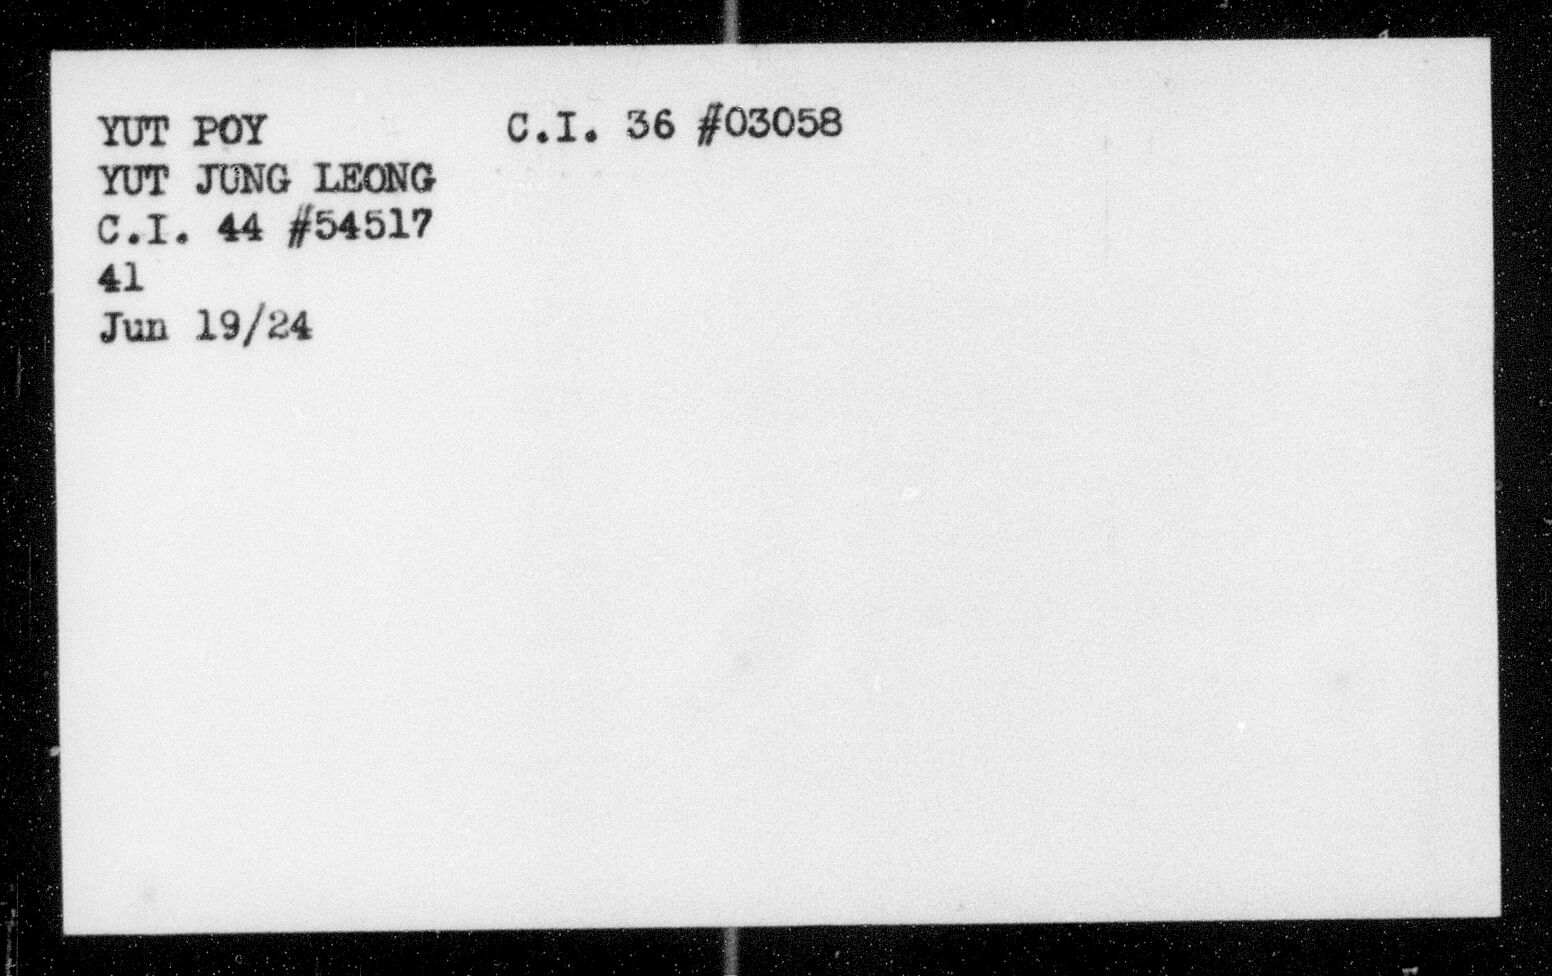 YUT POY C.I. 36 #03058
YUT JUNG LEONG
C.I. 44 #54517
41
Jun 19/24